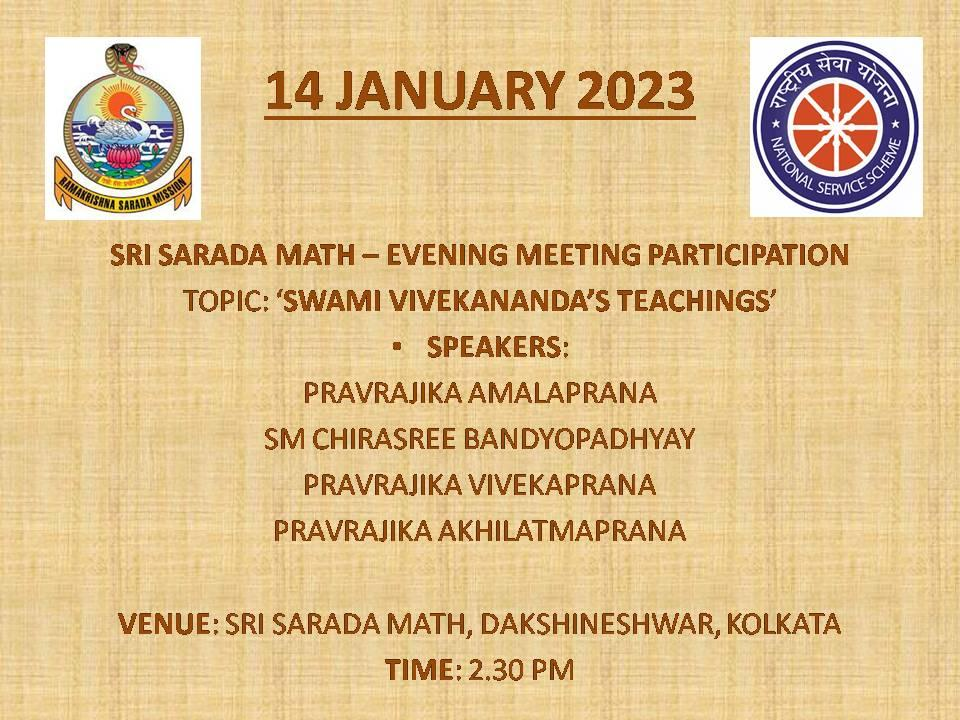 14 JANUARY 2023
RAMAKRISHNA SARADA MISSION
राष्ट्रीय सेवा योजना
NATIONAL SERVICE SCHEME
SRI SARADA MATH – EVENING MEETING PARTICIPATION
TOPIC: ‘SWAMI VIVEKANANDA’S TEACHINGS’
▪ SPEAKERS:
PRAVRAJIKA AMALAPRANA
SM CHIRASREE BANDYOPADHYAY
PRAVRAJIKA VIVEKAPRANA
PRAVRAJIKA AKHILATMAPRANA
VENUE: SRI SARADA MATH, DAKSHINESHWAR, KOLKATA
TIME: 2.30 PM